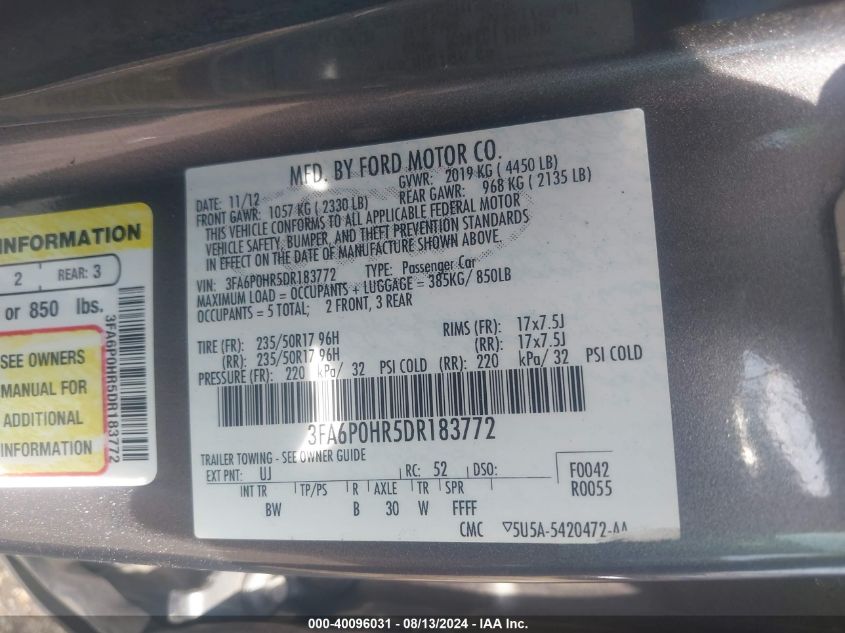 MFD. BY FORD MOTOR CO.
DATE: 11/12 GVWR: 2019 KG ( 4450 LB)
FRONT GAWR: 1057 KG ( 2330 LB) REAR GAWR: 968 KG ( 2135 LB)
THIS VEHICLE CONFORMS TO ALL APPLICABLE FEDERAL MOTOR
VEHICLE SAFETY, BUMPER, AND THEFT PREVENTION STANDARDS
IN EFFECT ON THE DATE OF MANUFACTURE SHOWN ABOVE.
VIN: 3FA6P0HR5DR183772 TYPE: Passenger Car
MAXIMUM LOAD = OCCUPANTS + LUGGAGE = 385KG/ 850LB
OCCUPANTS = 5 TOTAL; 2 FRONT, 3 REAR
TIRE (FR): 235/50R17 96H RIMS (FR): 17x7.5J
(RR): 235/50R17 96H (RR): 17x7.5J
PRESSURE (FR): 220 kPa/ 32 PSI COLD (RR): 220 kPa/ 32 PSI COLD
3FA6P0HR5DR183772
TRAILER TOWING - SEE OWNER GUIDE
EXT PNT: UJ RC: 52 DSO: F0042
INT TR TP/PS R AXLE TR SPR R0055
BW B 30 W FFFF
CMC ▽5U5A-5420472-AA
INFORMATION
2 REAR: 3
or 850 lbs.
SEE OWNERS
MANUAL FOR
ADDITIONAL
INFORMATION
3FA6P0HR5DR183772
000-40096031 - 08/13/2024 - IAA Inc.